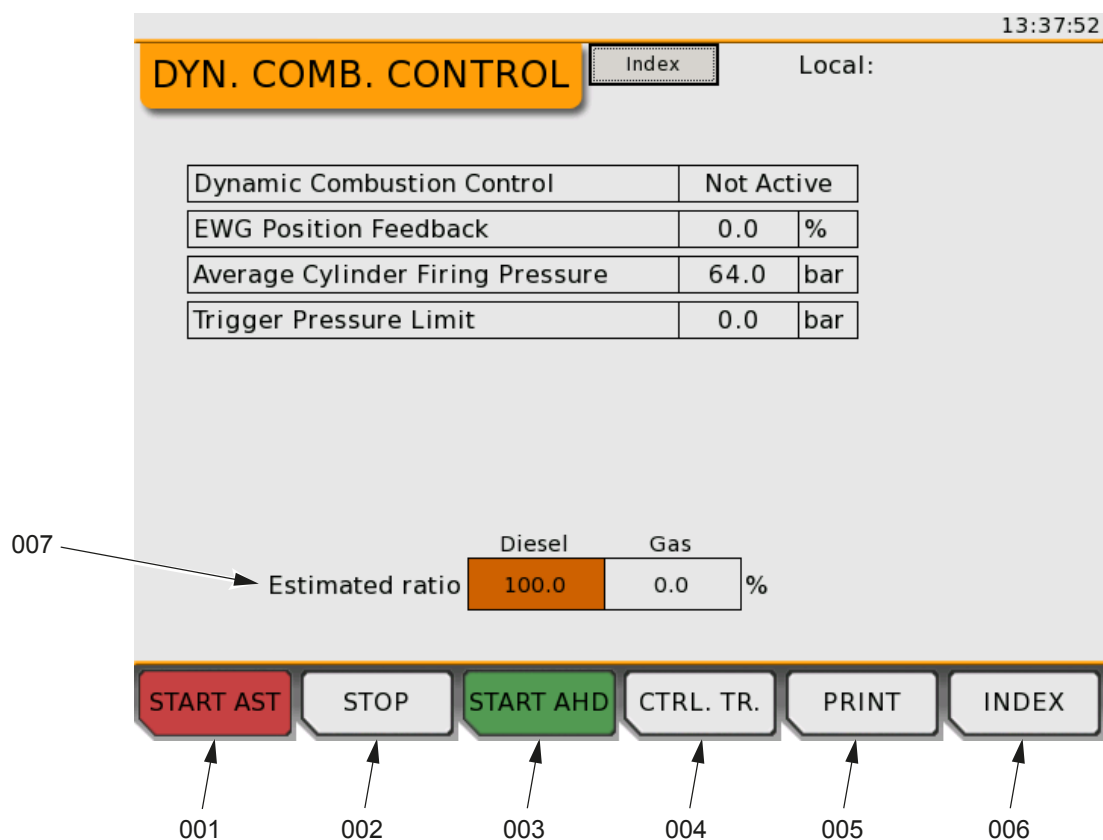 13:37:52
DYN. COMB. CONTROL Index Local:
Dynamic Combustion Control Not Active
EWG Position Feedback 0.0 %
Average Cylinder Firing Pressure 64.0 bar
Trigger Pressure Limit 0.0 bar
007
Diesel Gas
Estimated ratio 100.0 0.0 %
START AST STOP START AHD CTRL. TR. PRINT INDEX
001 002 003 004 005 006